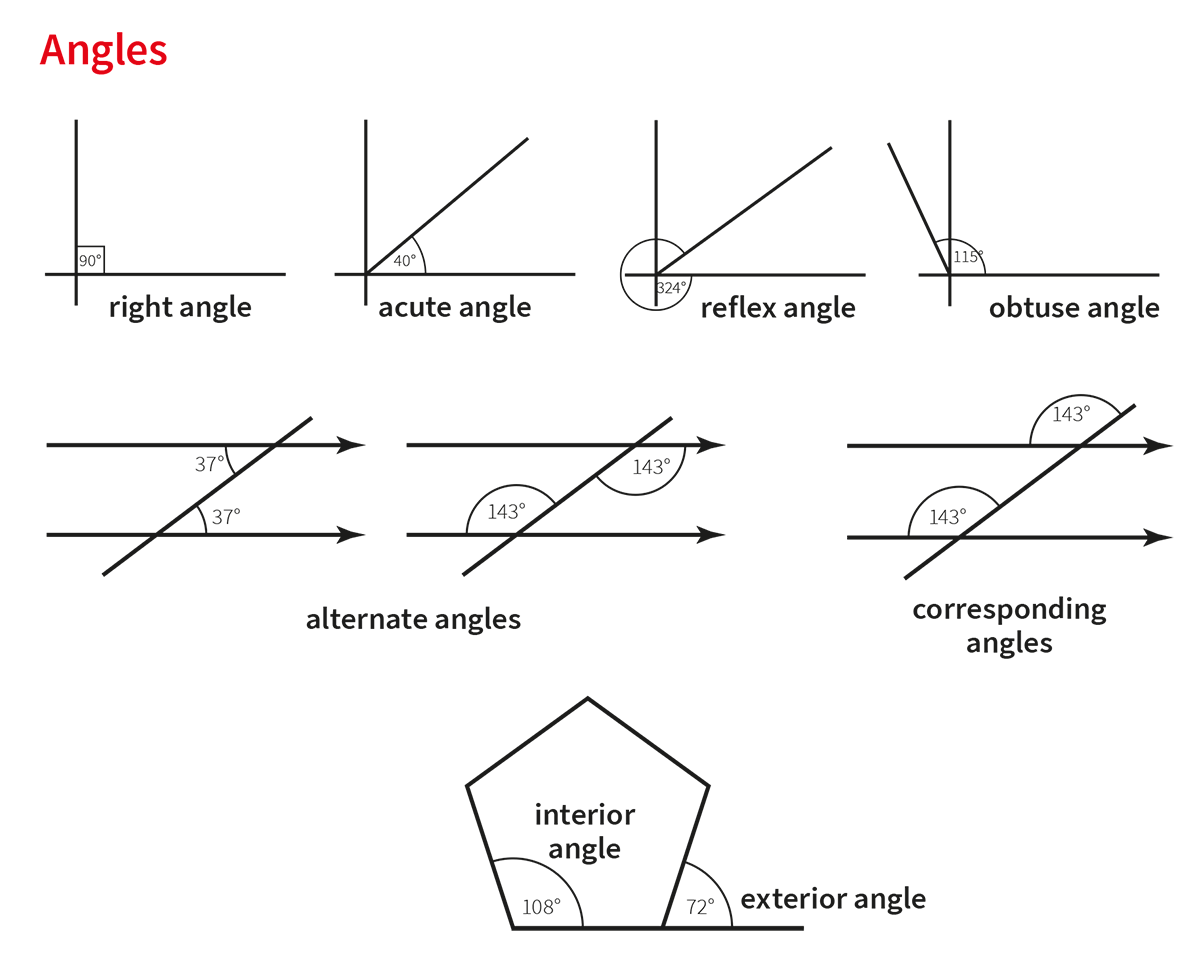 Angles
90°
right angle
40°
acute angle
324°
reflex angle
115°
obtuse angle
37°
37°
143°
143°
alternate angles
143°
143°
corresponding
angles
interior
angle
108°
72°
exterior angle